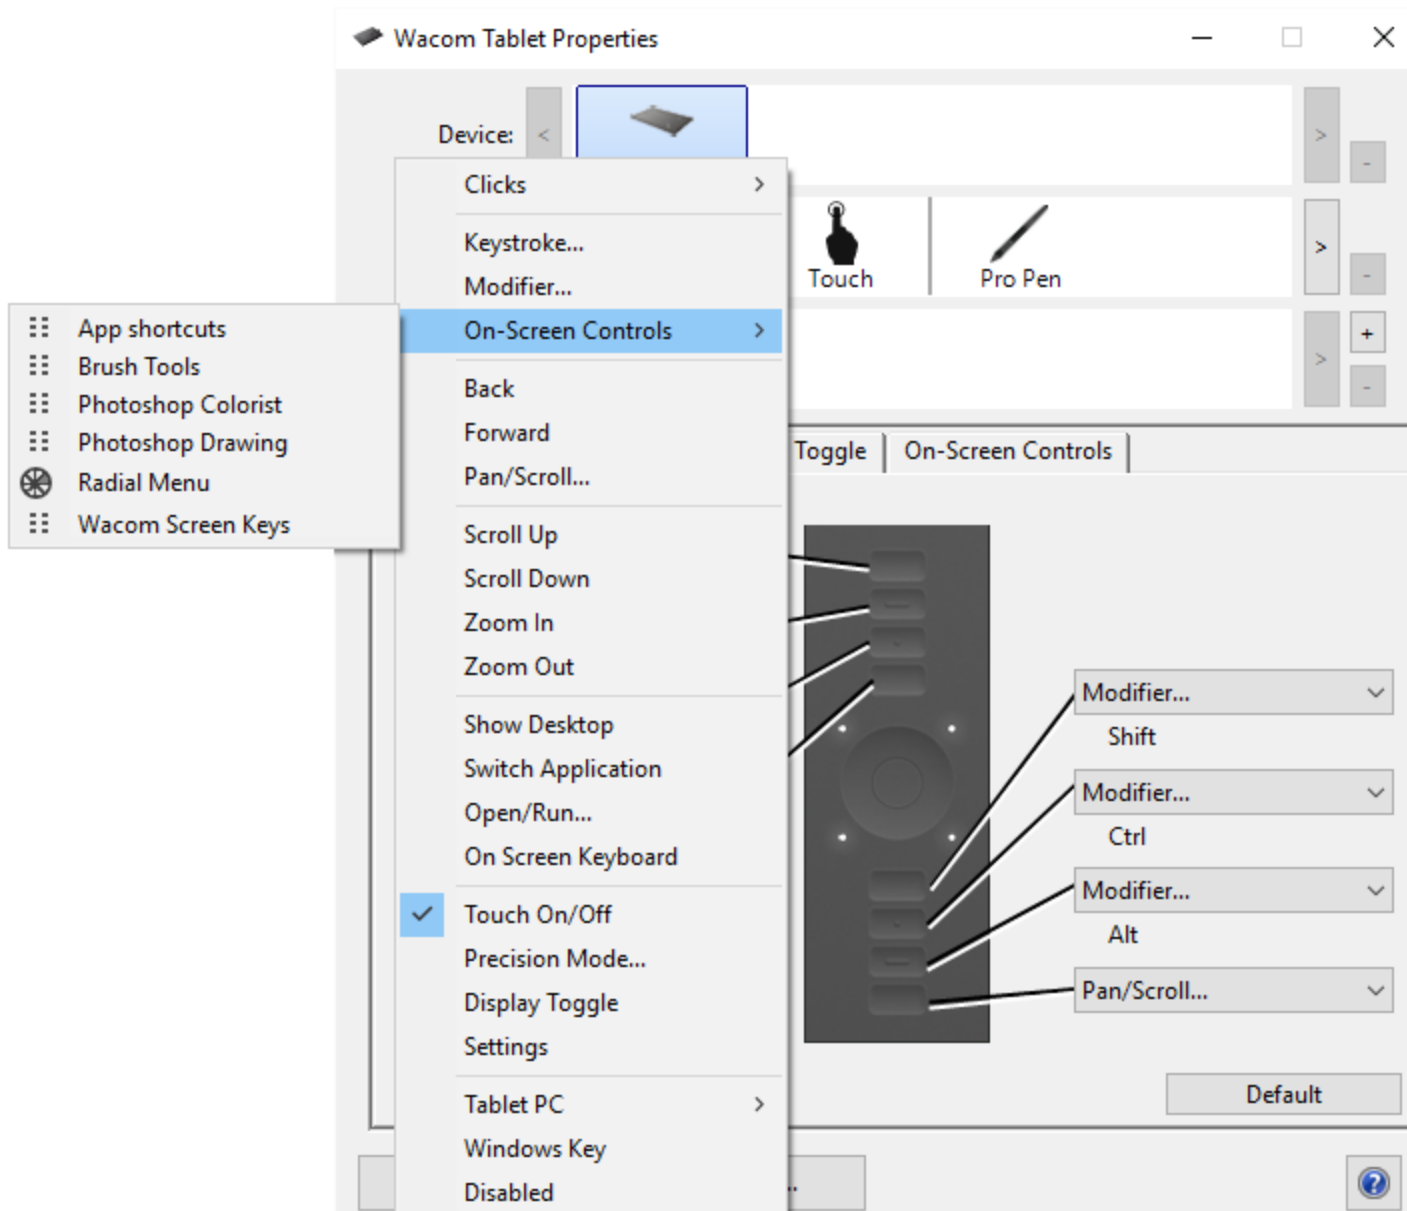 Wacom Tablet Properties
Device:
<
>
-
Clicks >
Keystroke...
Modifier...
On-Screen Controls >
Back
Forward
Pan/Scroll...
Scroll Up
Scroll Down
Zoom In
Zoom Out
Show Desktop
Switch Application
Open/Run...
On Screen Keyboard
Touch On/Off
Precision Mode...
Display Toggle
Settings
Tablet PC >
Windows Key
Disabled
App shortcuts
Brush Tools
Photoshop Colorist
Photoshop Drawing
Radial Menu
Wacom Screen Keys
Touch
Pro Pen
>
-
+
>
-
Toggle
On-Screen Controls
Modifier...
Shift
Modifier...
Ctrl
Modifier...
Alt
Pan/Scroll...
Default
..
?